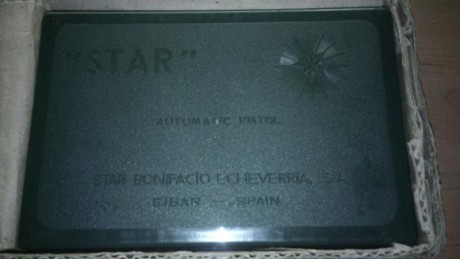 "STAR"
AUTOMATIC PISTOL
STAR BONIFACIO ECHEVERRIA, S.A.
EIBAR — SPAIN